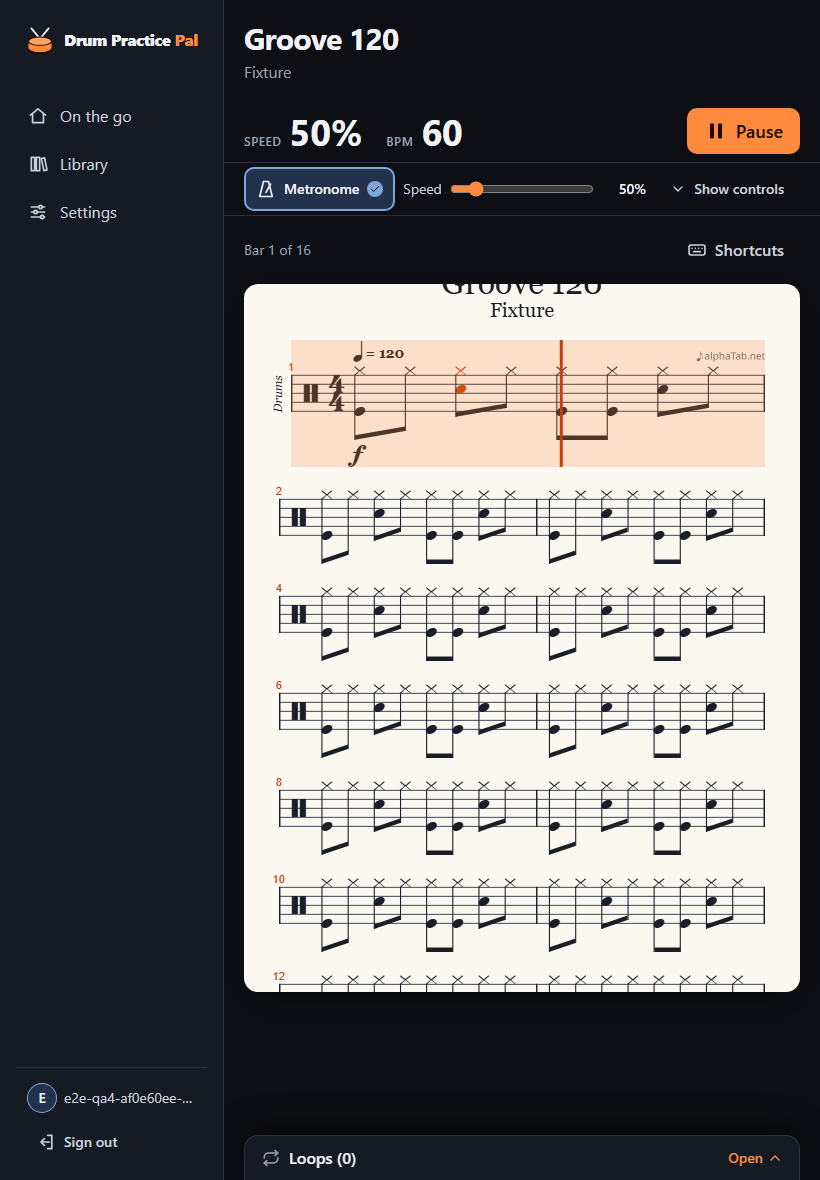 Drum Practice Pal
On the go
Library
Settings
e2e-qa4-af0e60ee-...
Sign out
Groove 120
Fixture
SPEED 50% BPM 60
Pause
Metronome
Speed
50%
Show controls
Bar 1 of 16
Shortcuts
Groove 120
Fixture
= 120
alphaTab.net
1
Drums
4
4
f
2
4
6
8
10
12
Loops (0)
Open